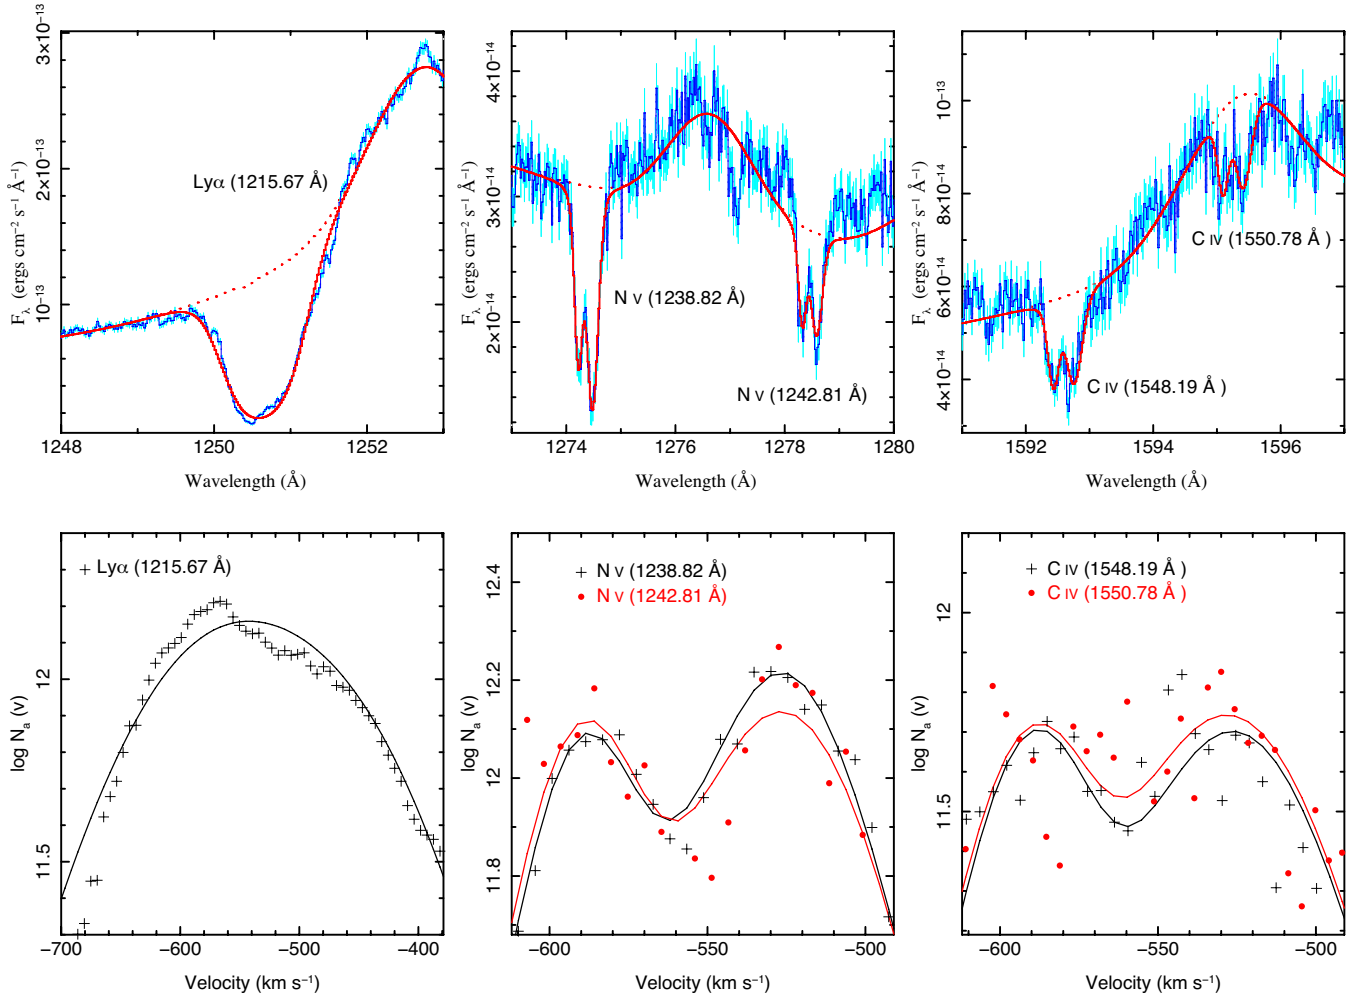 3×10⁻¹³
2×10⁻¹³
10⁻¹³
F_λ (ergs cm⁻² s⁻¹ Å⁻¹)
Lyα (1215.67 Å)
1248 1250 1252
Wavelength (Å)
4×10⁻¹⁴
3×10⁻¹⁴
2×10⁻¹⁴
F_λ (ergs cm⁻² s⁻¹ Å⁻¹)
N V (1238.82 Å)
N V (1242.81 Å)
1274 1276 1278 1280
Wavelength (Å)
10⁻¹³
8×10⁻¹⁴
6×10⁻¹⁴
4×10⁻¹⁴
F_λ (ergs cm⁻² s⁻¹ Å⁻¹)
C IV (1550.78 Å )
C IV (1548.19 Å )
1592 1594 1596
Wavelength (Å)
Lyα (1215.67 Å)
12
11.5
log N_a (v)
−700 −600 −500 −400
Velocity (km s⁻¹)
N V (1238.82 Å)
N V (1242.81 Å)
12.4
12.2
12
11.8
log N_a (v)
−600 −550 −500
Velocity (km s⁻¹)
C IV (1548.19 Å )
C IV (1550.78 Å )
12
11.5
log N_a (v)
−600 −550 −500
Velocity (km s⁻¹)